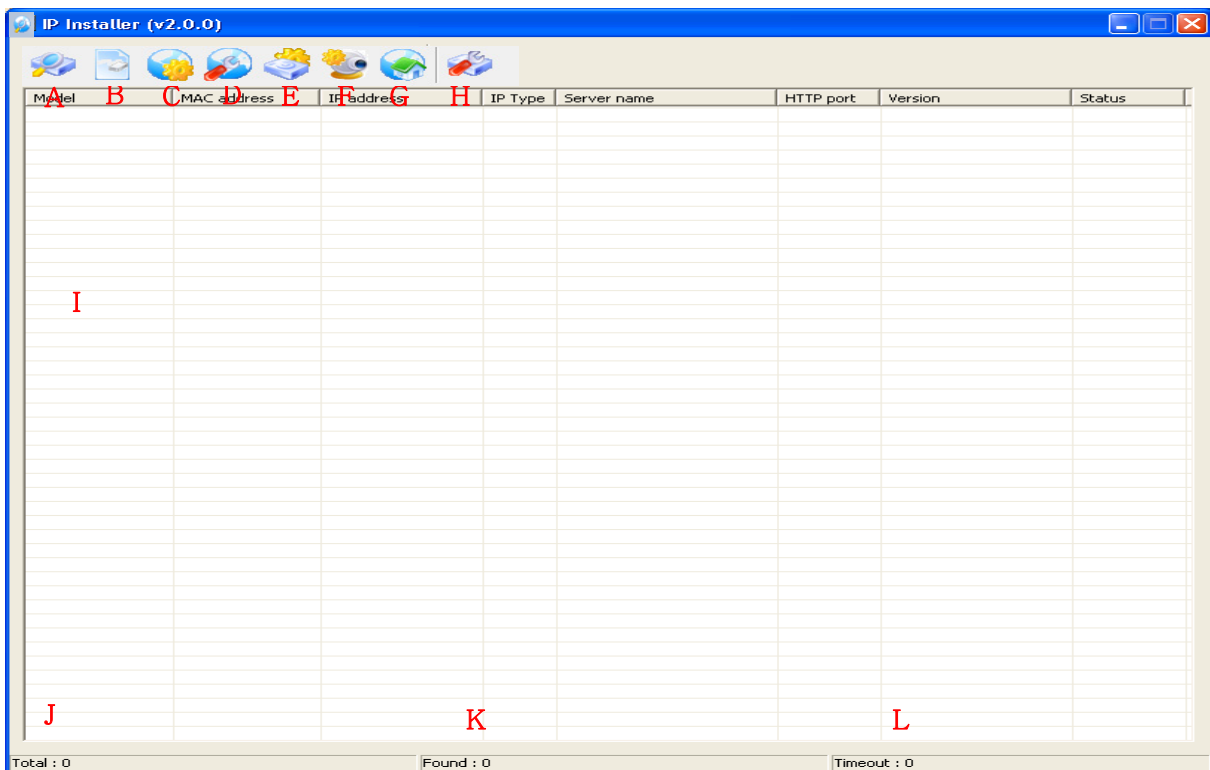 IP Installer (v2.0.0)
A B C D E F G H
Model MAC address IP address IP Type Server name HTTP port Version Status
I
J K L
Total : 0 Found : 0 Timeout : 0